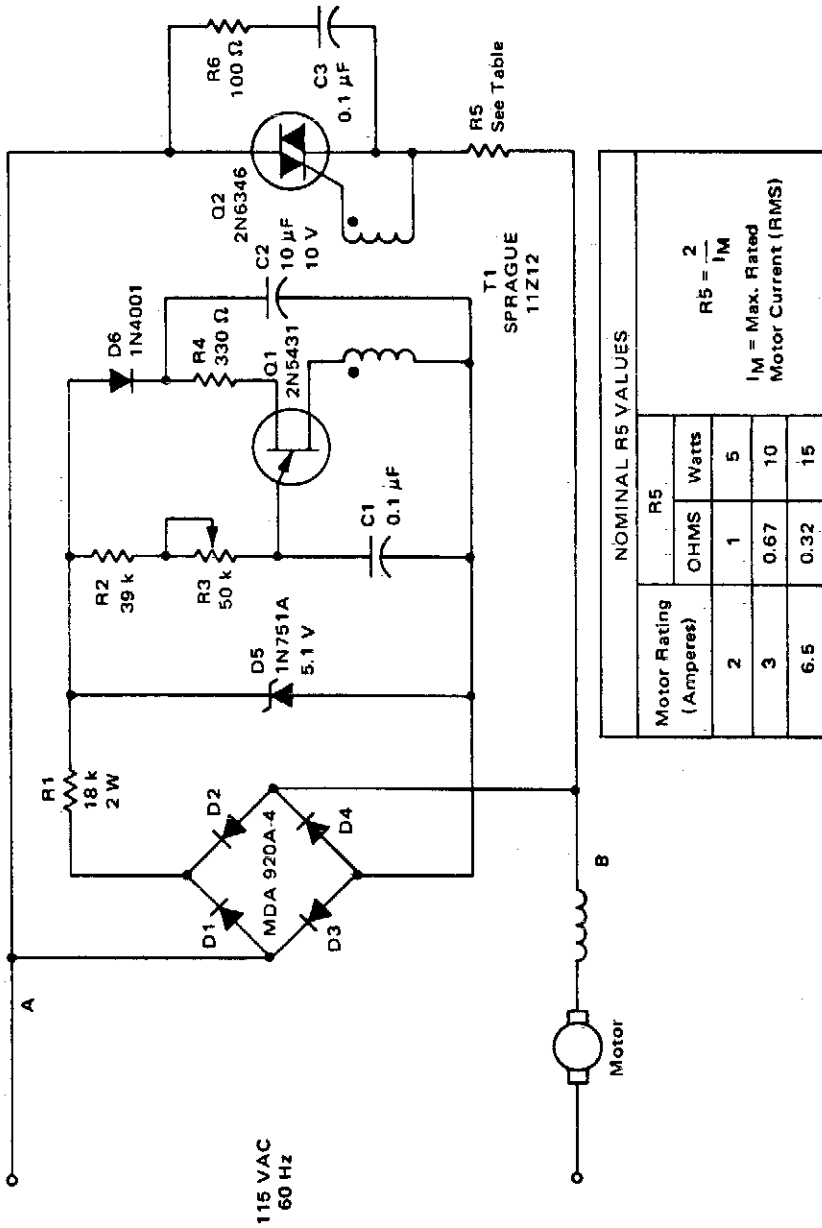 115 VAC
60 Hz
A
R1
18 k
2 W
D1
D2
MDA 920A-4
D3
D4
D5
1N751A
5.1 V
R2
39 k
R3
50 k
C1
0.1 μF
D6
1N4001
R4
330 Ω
Q1
2N5431
C2
10 μF
10 V
T1
SPRAGUE
11Z12
Q2
2N6346
R6
100 Ω
C3
0.1 μF
R5
See Table
Motor
B
NOMINAL R5 VALUES
Motor Rating
(Amperes)
R5
OHMS Watts
2 1 5
3 0.67 10
6.5 0.32 15
R5 = 2/IM
IM = Max. Rated
Motor Current (RMS)